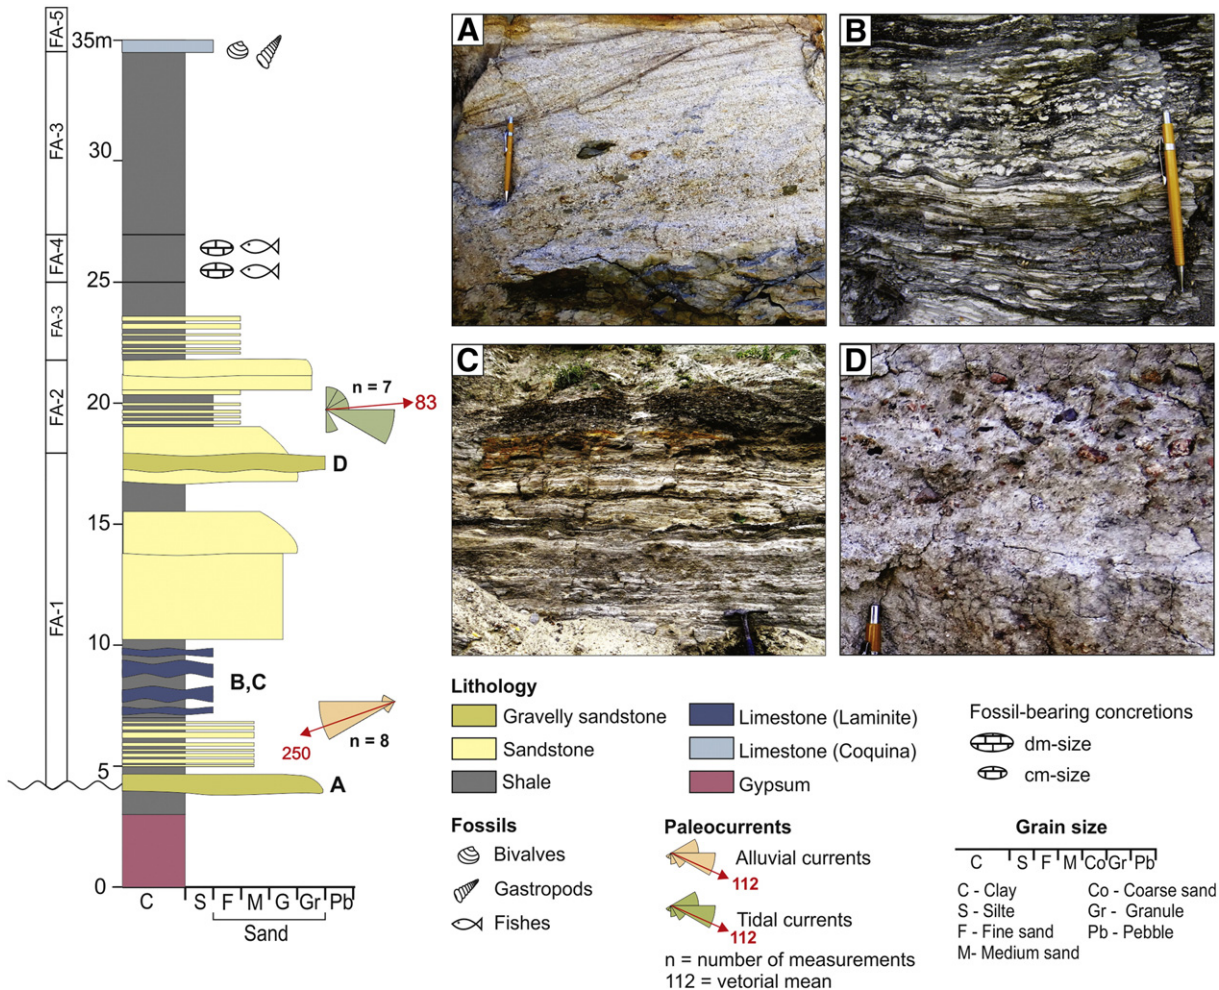 FA-5
FA-3
FA-4
FA-3
FA-2
FA-1
35m
30
25
20
15
10
5
0
n = 7
83
D
B,C
250
n = 8
A
C S F M G Gr Pb
Sand
A
B
C
D
Lithology
Gravelly sandstone
Sandstone
Shale
Limestone (Laminite)
Limestone (Coquina)
Gypsum
Fossil-bearing concretions
dm-size
cm-size
Fossils
Bivalves
Gastropods
Fishes
Paleocurrents
Alluvial currents
112
Tidal currents
112
n = number of measurements
112 = vetorial mean
Grain size
C S F M Co Gr Pb
C - Clay
S - Silte
F - Fine sand
M- Medium sand
Co - Coarse sand
Gr - Granule
Pb - Pebble